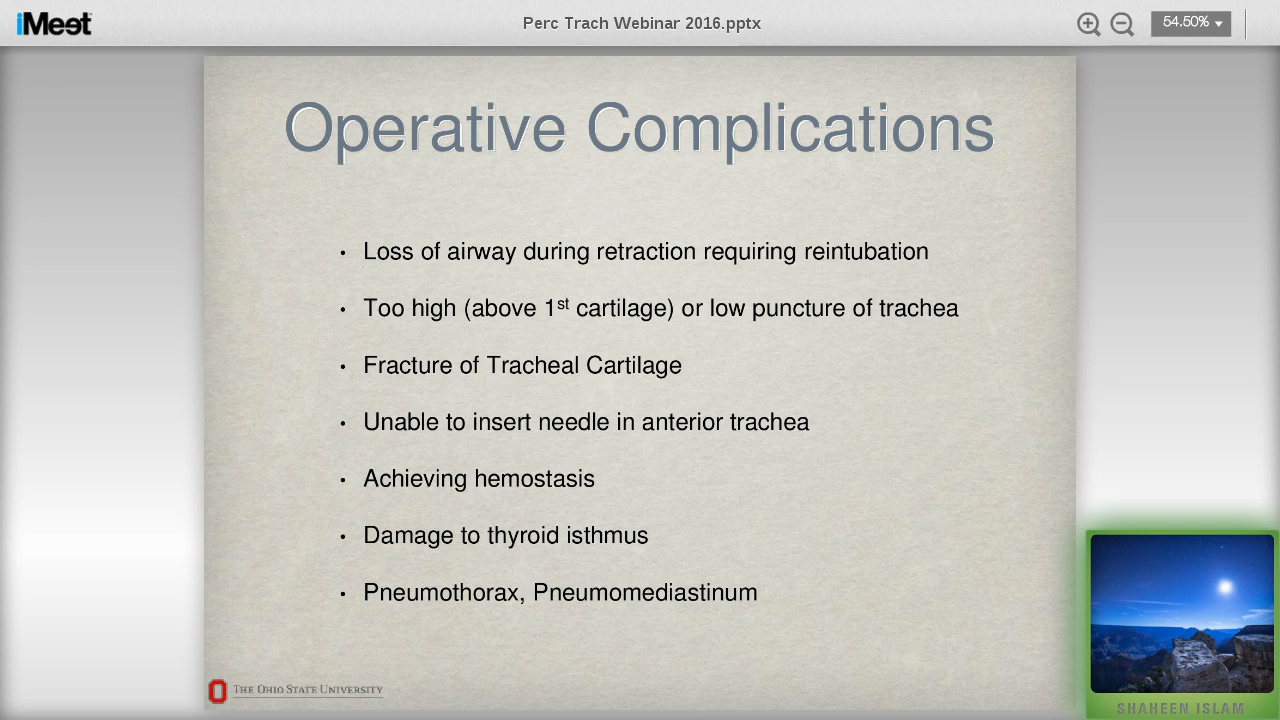 iMeet
Perc Trach Webinar 2016.pptx
54.50%
Operative Complications
• Loss of airway during retraction requiring reintubation
• Too high (above 1st cartilage) or low puncture of trachea
• Fracture of Tracheal Cartilage
• Unable to insert needle in anterior trachea
• Achieving hemostasis
• Damage to thyroid isthmus
• Pneumothorax, Pneumomediastinum
THE OHIO STATE UNIVERSITY
SHAHEEN ISLAM